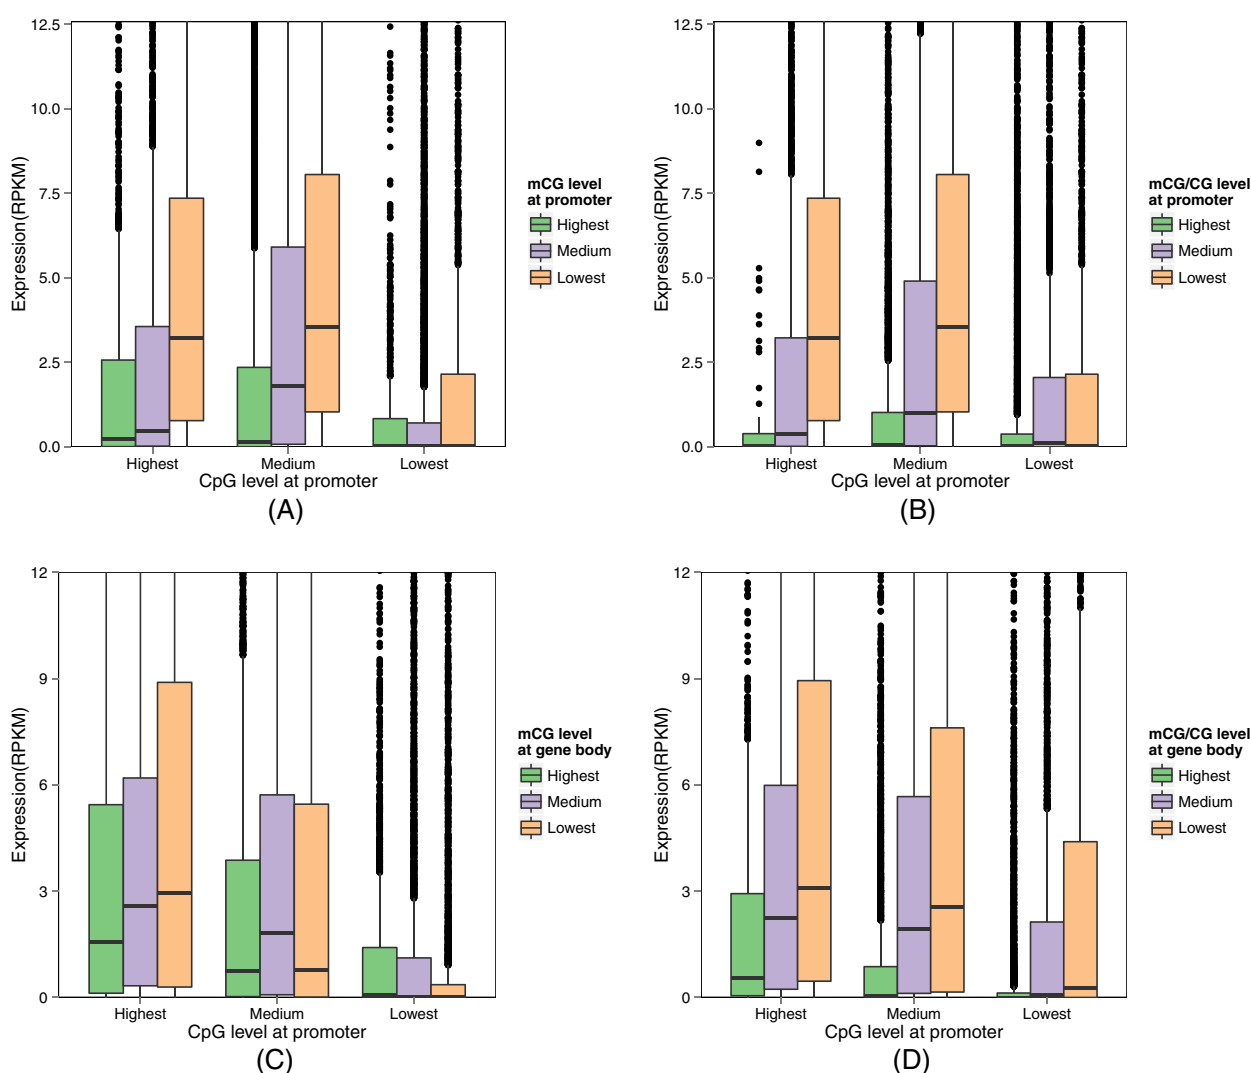 12.5
10.0
7.5
5.0
2.5
0.0
Expression(RPKM)
Highest Medium Lowest
CpG level at promoter
mCG level
at promoter
Highest
Medium
Lowest
(A)
12.5
10.0
7.5
5.0
2.5
0.0
Expression(RPKM)
Highest Medium Lowest
CpG level at promoter
mCG/CG level
at promoter
Highest
Medium
Lowest
(B)
12
9
6
3
0
Expression(RPKM)
Highest Medium Lowest
CpG level at promoter
mCG level
at gene body
Highest
Medium
Lowest
(C)
12
9
6
3
0
Expression(RPKM)
Highest Medium Lowest
CpG level at promoter
mCG/CG level
at gene body
Highest
Medium
Lowest
(D)